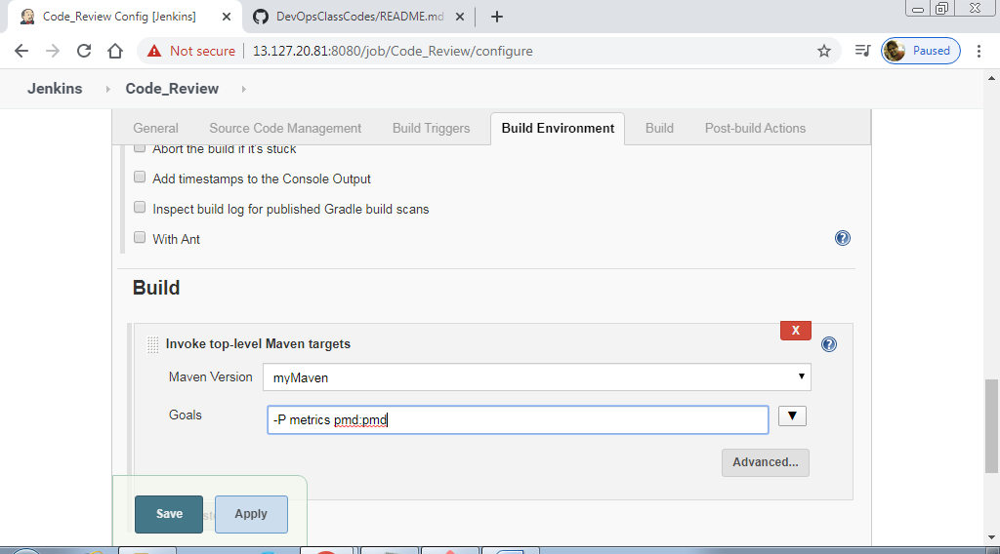 Code_Review Config [Jenkins]
DevOpsClassCodes/README.md
Not secure
13.127.20.81:8080/job/Code_Review/configure
Paused
Jenkins
Code_Review
General
Source Code Management
Build Triggers
Build Environment
Build
Post-build Actions
Abort the build if it's stuck
Add timestamps to the Console Output
Inspect build log for published Gradle build scans
With Ant
?
Build
X
Invoke top-level Maven targets
?
Maven Version
myMaven
Goals
-P metrics pmd:pmd
Advanced...
Save
Apply